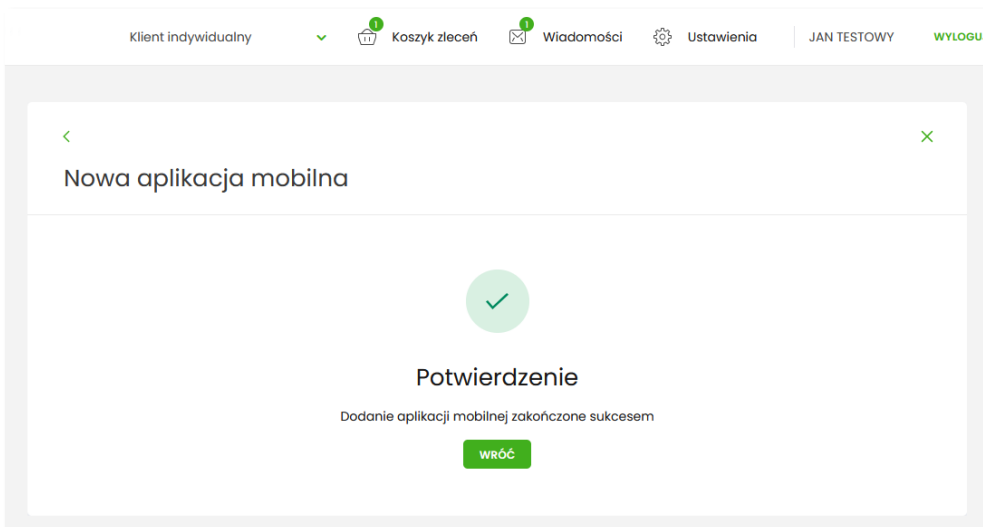 Klient indywidualny
1
Koszyk zleceń
1
Wiadomości
Ustawienia
JAN TESTOWY
WYLOGU
Nowa aplikacja mobilna
Potwierdzenie
Dodanie aplikacji mobilnej zakończone sukcesem
WRÓĆ